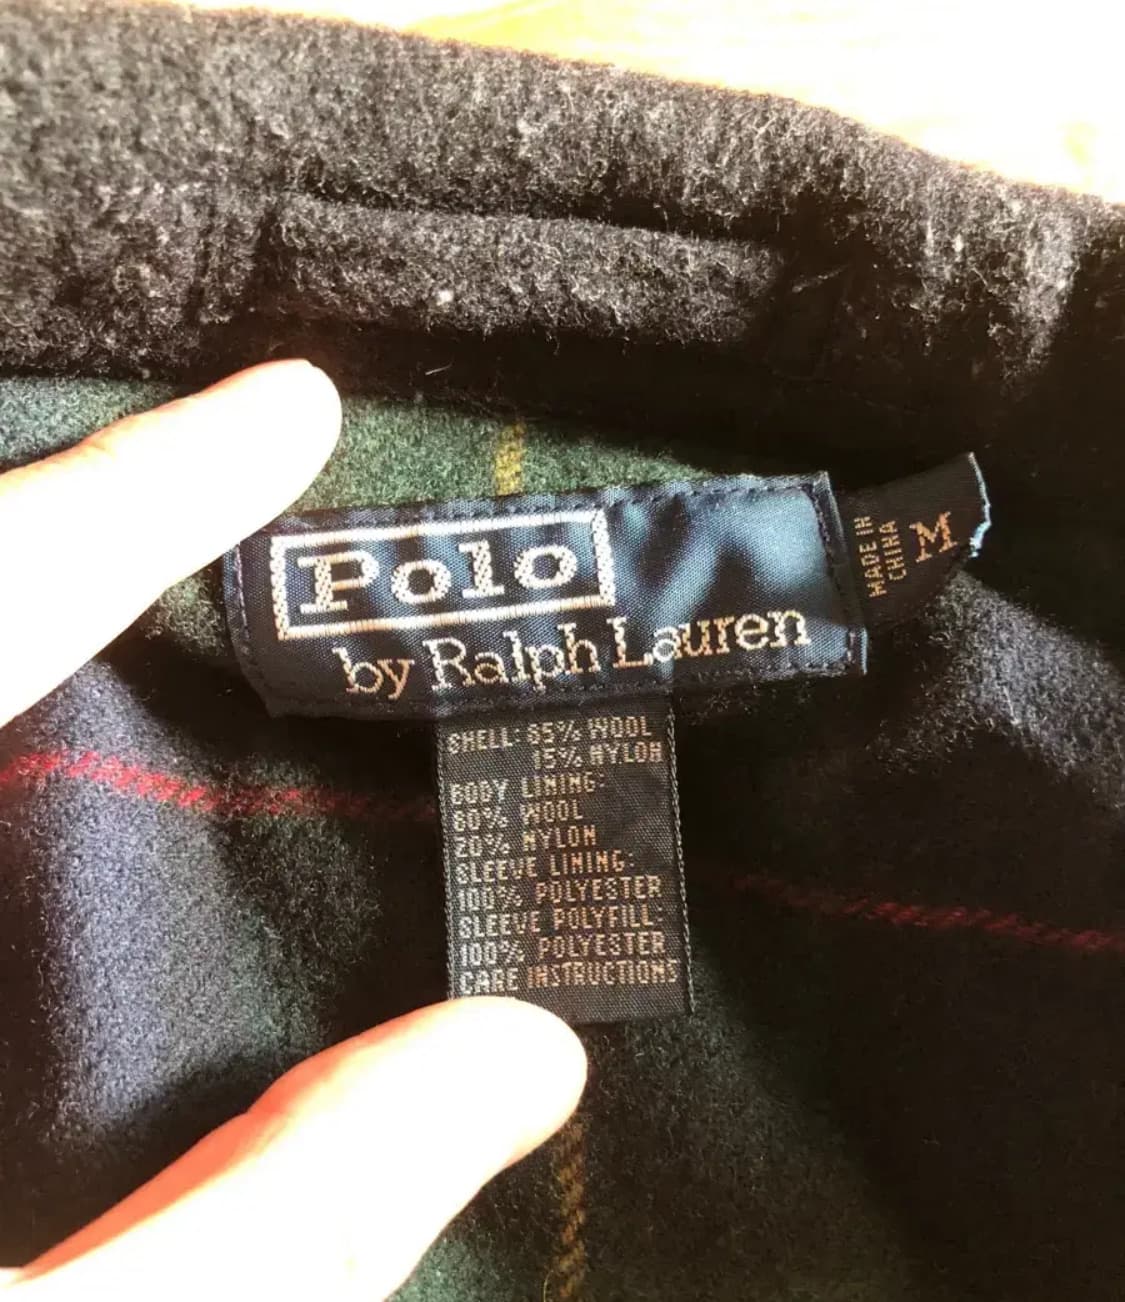 Polo
by Ralph Lauren
MADE IN
CHINA
M
SHELL: 85% WOOL
15% NYLON
BODY LINING:
80% WOOL
20% NYLON
SLEEVE LINING:
100% POLYESTER
SLEEVE POLYFILL:
100% POLYESTER
CARE INSTRUCTIONS